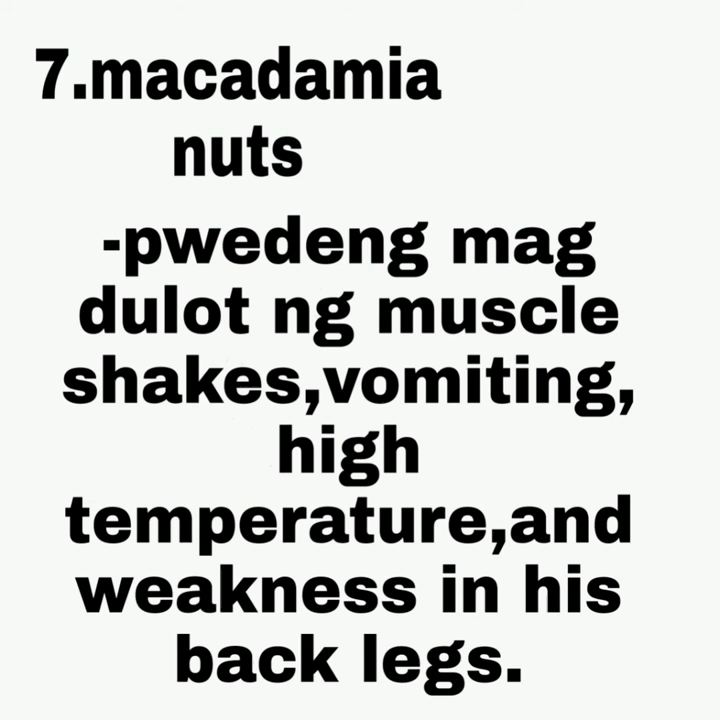 7.macadamia
nuts
-pwedeng mag
dulot ng muscle
shakes,vomiting,
high
temperature,and
weakness in his
back legs.